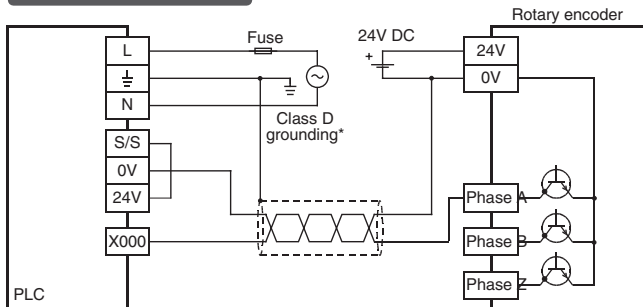 Rotary encoder
L
Fuse
24V DC
24V
+
0V
N
Class D
grounding*
S/S
0V
24V
Phase A
X000
Phase B
Phase Z
PLC